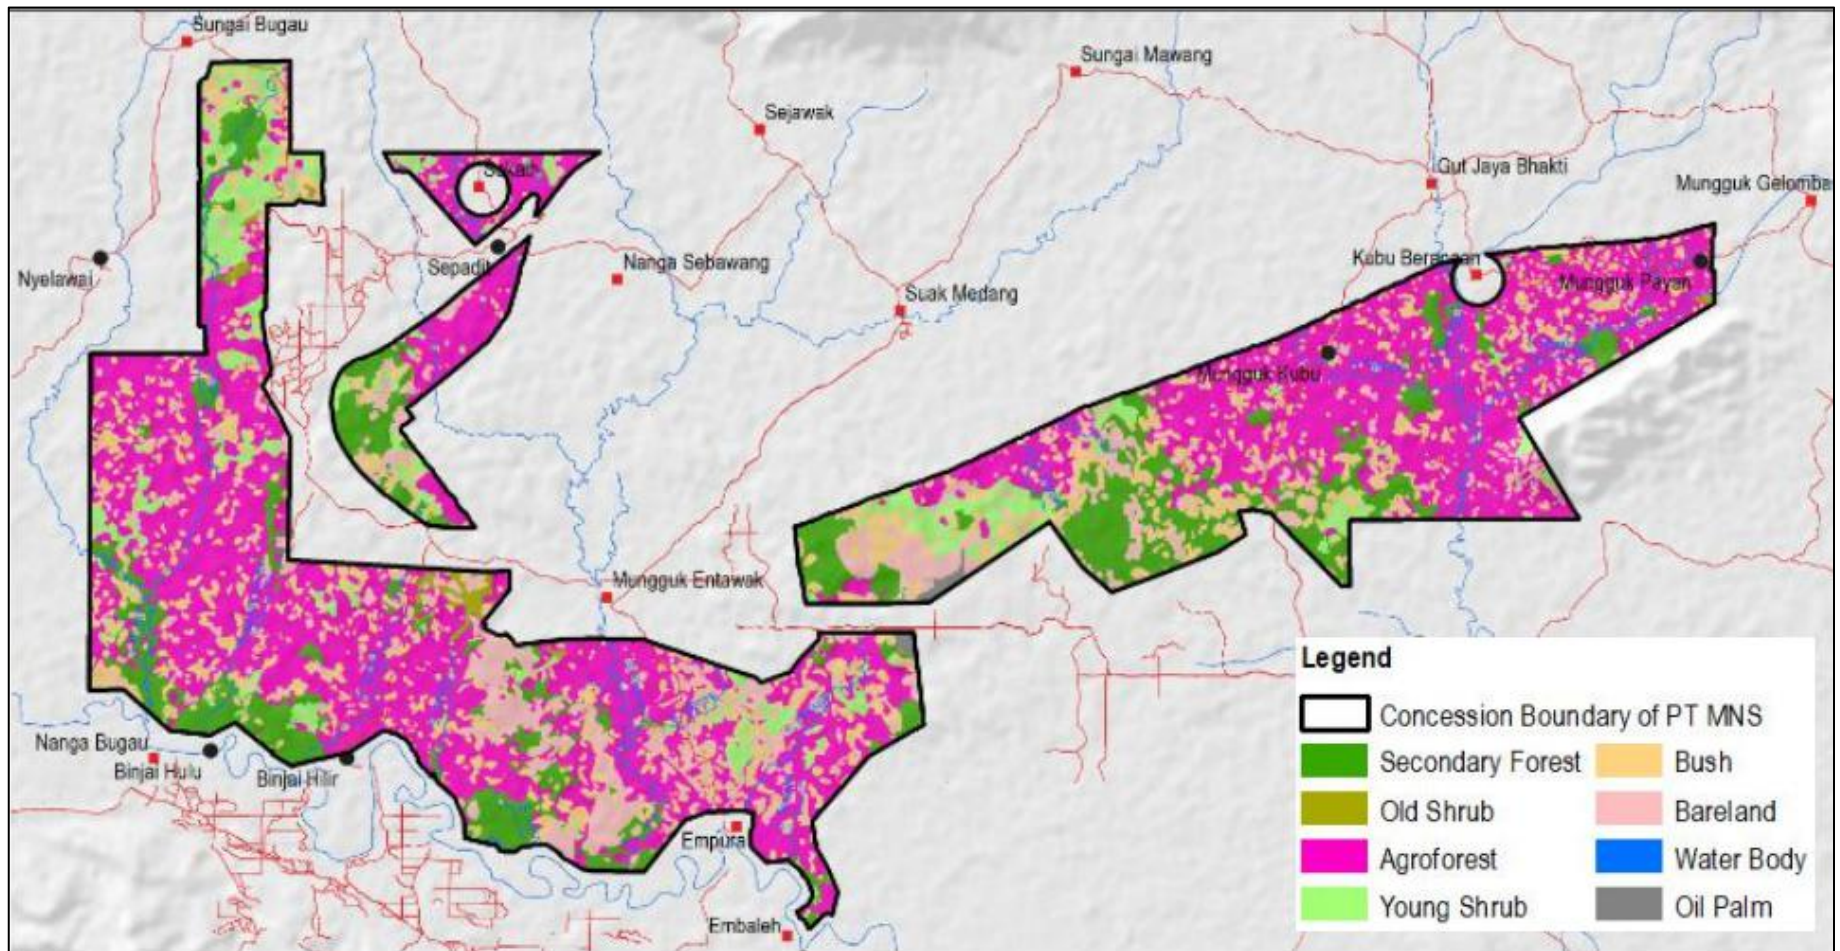 Sungai Bugau
Sungai Mawang
Sejawak
Gut Jaya Bhakti
Mungguk Gelomba
Nyelawai
Sepadit
Nanga Sebawang
Kubu Berangan
Mungguk Payan
Suak Medang
Mungguk Kubu
Mungguk Entawak
Nanga Bugau
Binjai Hulu
Binjai Hilir
Empura
Embaleh
Legend
Concession Boundary of PT MNS
Secondary Forest
Bush
Old Shrub
Bareland
Agroforest
Water Body
Young Shrub
Oil Palm